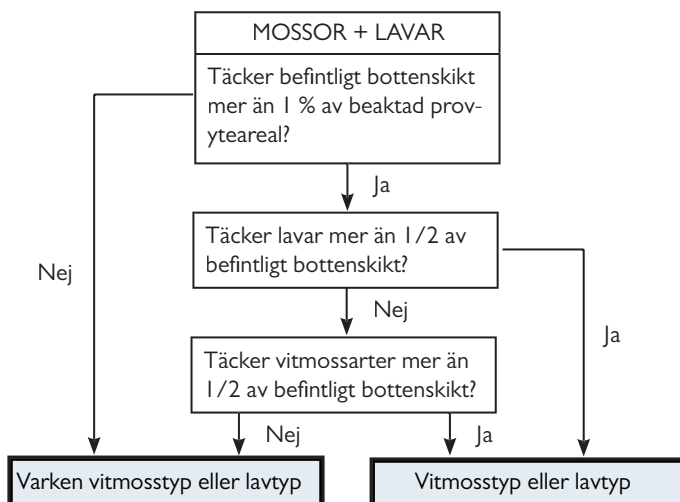 MOSSOR + LAVAR
Täcker befintligt bottenskikt
mer än 1 % av beaktad prov-
yteareal?
Ja
Täcker lavar mer än 1/2 av
befintligt bottenskikt?
Nej
Nej
Ja
Täcker vitmossarter mer än
1/2 av befintligt bottenskikt?
Nej
Ja
Varken vitmosstyp eller lavtyp
Vitmosstyp eller lavtyp